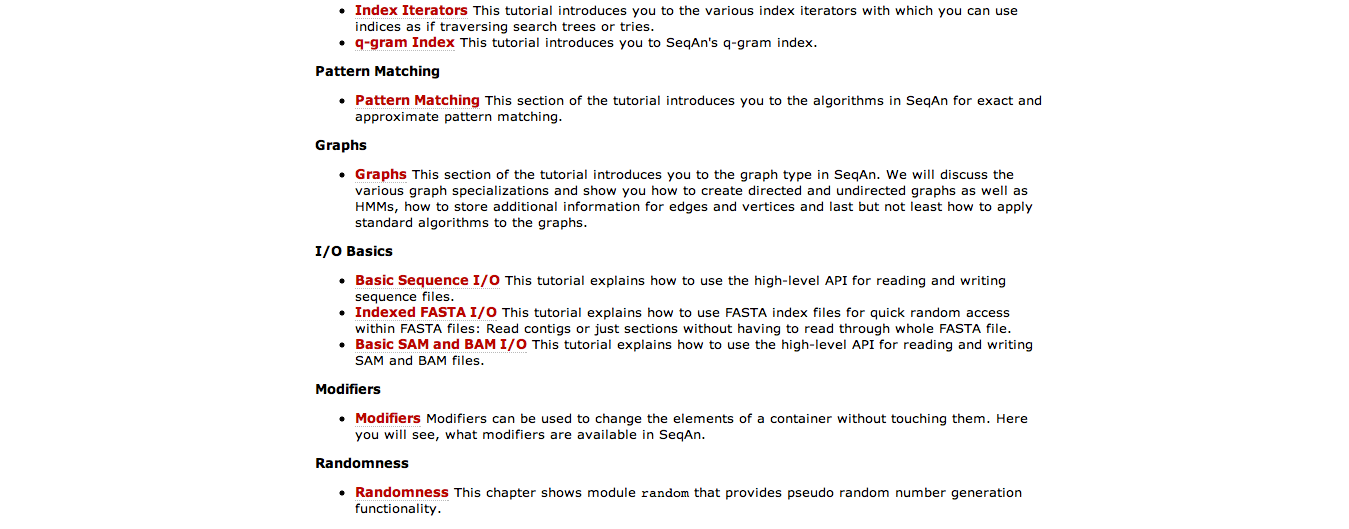 • Index Iterators This tutorial introduces you to the various index iterators with which you can use
indices as if traversing search trees or tries.
• q-gram Index This tutorial introduces you to SeqAn's q-gram index.
Pattern Matching
• Pattern Matching This section of the tutorial introduces you to the algorithms in SeqAn for exact and
approximate pattern matching.
Graphs
• Graphs This section of the tutorial introduces you to the graph type in SeqAn. We will discuss the
various graph specializations and show you how to create directed and undirected graphs as well as
HMMs, how to store additional information for edges and vertices and last but not least how to apply
standard algorithms to the graphs.
I/O Basics
• Basic Sequence I/O This tutorial explains how to use the high-level API for reading and writing
sequence files.
• Indexed FASTA I/O This tutorial explains how to use FASTA index files for quick random access
within FASTA files: Read contigs or just sections without having to read through whole FASTA file.
• Basic SAM and BAM I/O This tutorial explains how to use the high-level API for reading and writing
SAM and BAM files.
Modifiers
• Modifiers Modifiers can be used to change the elements of a container without touching them. Here
you will see, what modifiers are available in SeqAn.
Randomness
• Randomness This chapter shows module random that provides pseudo random number generation
functionality.